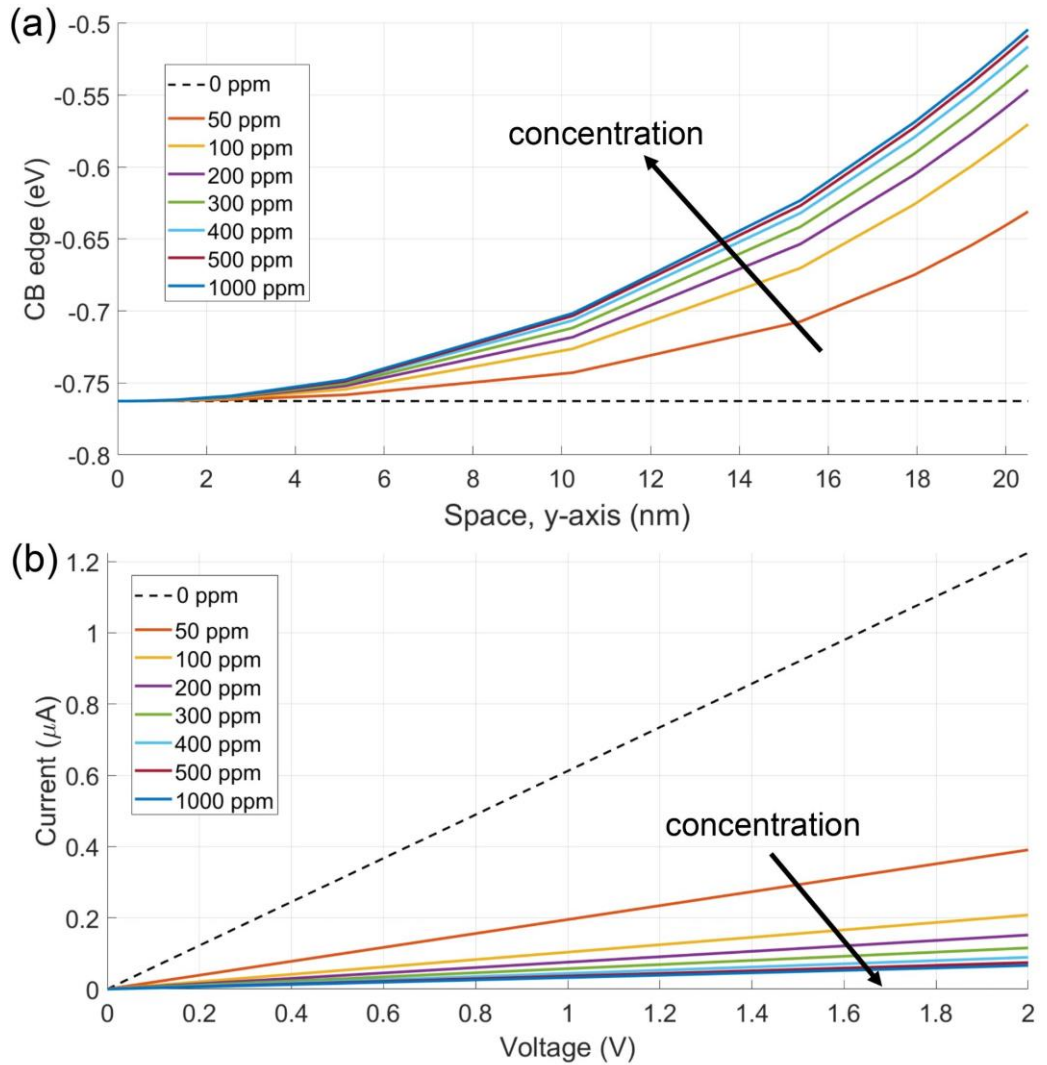 (a)
-0.5
-0.55
-0.6
-0.65
-0.7
-0.75
-0.8
CB edge (eV)
0 ppm
50 ppm
100 ppm
200 ppm
300 ppm
400 ppm
500 ppm
1000 ppm
concentration
0 2 4 6 8 10 12 14 16 18 20
Space, y-axis (nm)
(b)
1.2
1
0.8
0.6
0.4
0.2
0
Current (μA)
0 ppm
50 ppm
100 ppm
200 ppm
300 ppm
400 ppm
500 ppm
1000 ppm
concentration
0 0.2 0.4 0.6 0.8 1 1.2 1.4 1.6 1.8 2
Voltage (V)